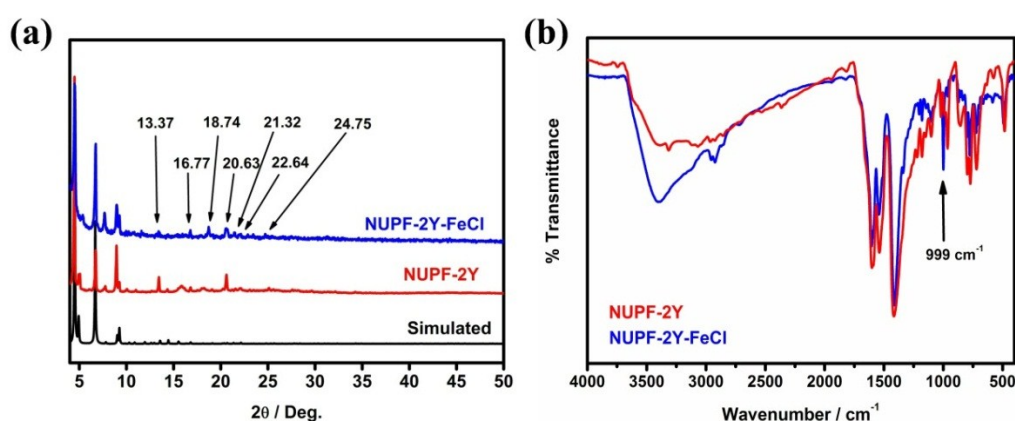 (a)
13.37
18.74
21.32
24.75
16.77
20.63
22.64
NUPF-2Y-FeCl
NUPF-2Y
Simulated
5 10 15 20 25 30 35 40 45 50
2θ / Deg.
(b)
% Transmittance
999 cm⁻¹
NUPF-2Y
NUPF-2Y-FeCl
4000 3500 3000 2500 2000 1500 1000 500
Wavenumber / cm⁻¹